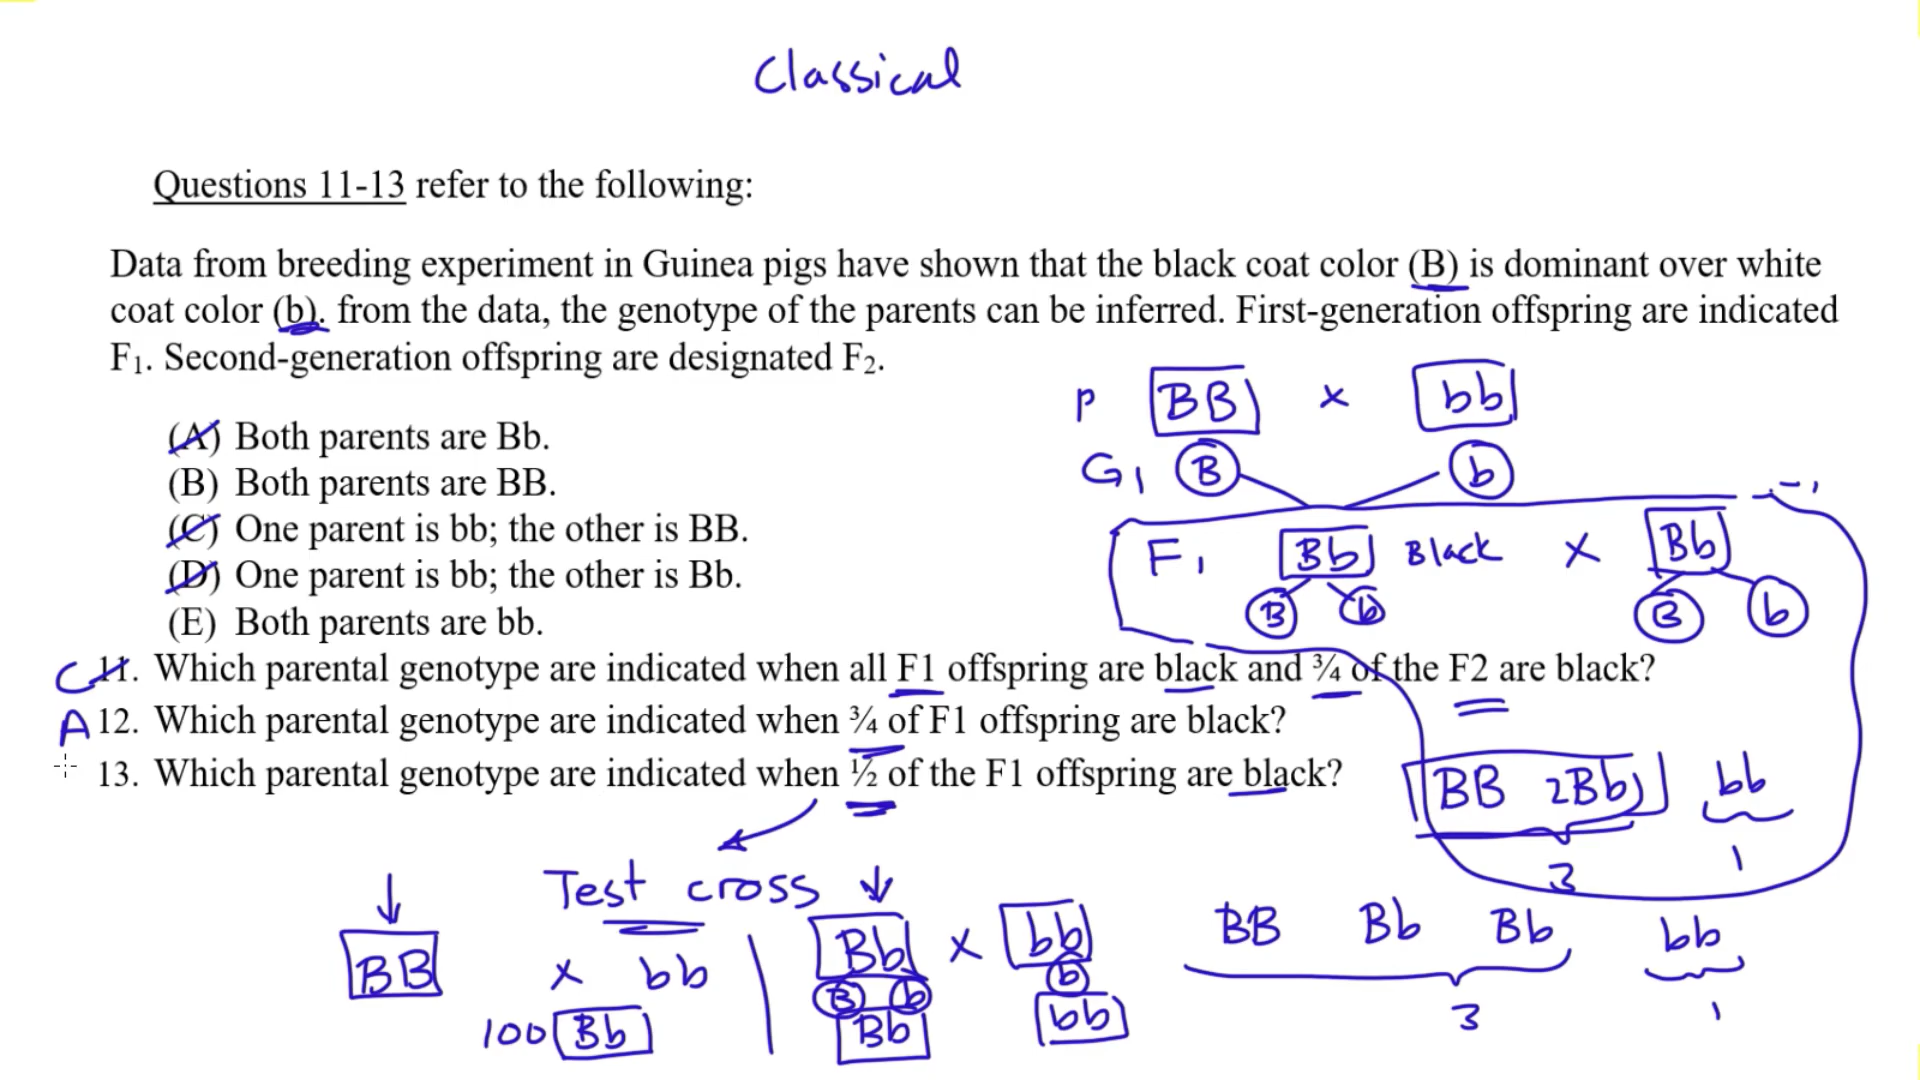 Classical
Questions 11-13 refer to the following:
Data from breeding experiment in Guinea pigs have shown that the black coat color (B) is dominant over white
coat color (b). from the data, the genotype of the parents can be inferred. First-generation offspring are indicated
F₁. Second-generation offspring are designated F₂.
P BB x bb
(A) Both parents are Bb.
G1 B b
(B) Both parents are BB.
(C) One parent is bb; the other is BB.
F1 Bb Black x Bb
(D) One parent is bb; the other is Bb.
B b B b
(E) Both parents are bb.
C 11. Which parental genotype are indicated when all F1 offspring are black and ¾ of the F2 are black?
A 12. Which parental genotype are indicated when ¾ of F1 offspring are black?
13. Which parental genotype are indicated when ½ of the F1 offspring are black?
BB 2Bb bb
3 1
Test cross
BB x bb
Bb x bb
B b b
100 Bb
Bb bb
BB Bb Bb bb
3 1